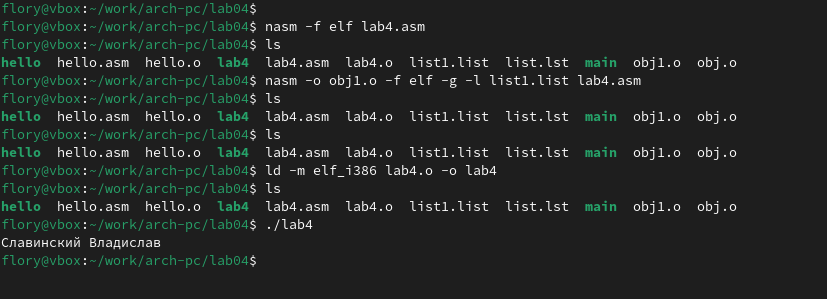 flory@vbox:~/work/arch-pc/lab04$
flory@vbox:~/work/arch-pc/lab04$ nasm -f elf lab4.asm
flory@vbox:~/work/arch-pc/lab04$ ls
hello  hello.asm  hello.o  lab4  lab4.asm  lab4.o  list1.list  list.lst  main  obj1.o  obj.o
flory@vbox:~/work/arch-pc/lab04$ nasm -o obj1.o -f elf -g -l list1.list lab4.asm
flory@vbox:~/work/arch-pc/lab04$ ls
hello  hello.asm  hello.o  lab4  lab4.asm  lab4.o  list1.list  list.lst  main  obj1.o  obj.o
flory@vbox:~/work/arch-pc/lab04$ ls
hello  hello.asm  hello.o  lab4  lab4.asm  lab4.o  list1.list  list.lst  main  obj1.o  obj.o
flory@vbox:~/work/arch-pc/lab04$ ld -m elf_i386 lab4.o -o lab4
flory@vbox:~/work/arch-pc/lab04$ ls
hello  hello.asm  hello.o  lab4  lab4.asm  lab4.o  list1.list  list.lst  main  obj1.o  obj.o
flory@vbox:~/work/arch-pc/lab04$ ./lab4
Славинский Владислав
flory@vbox:~/work/arch-pc/lab04$